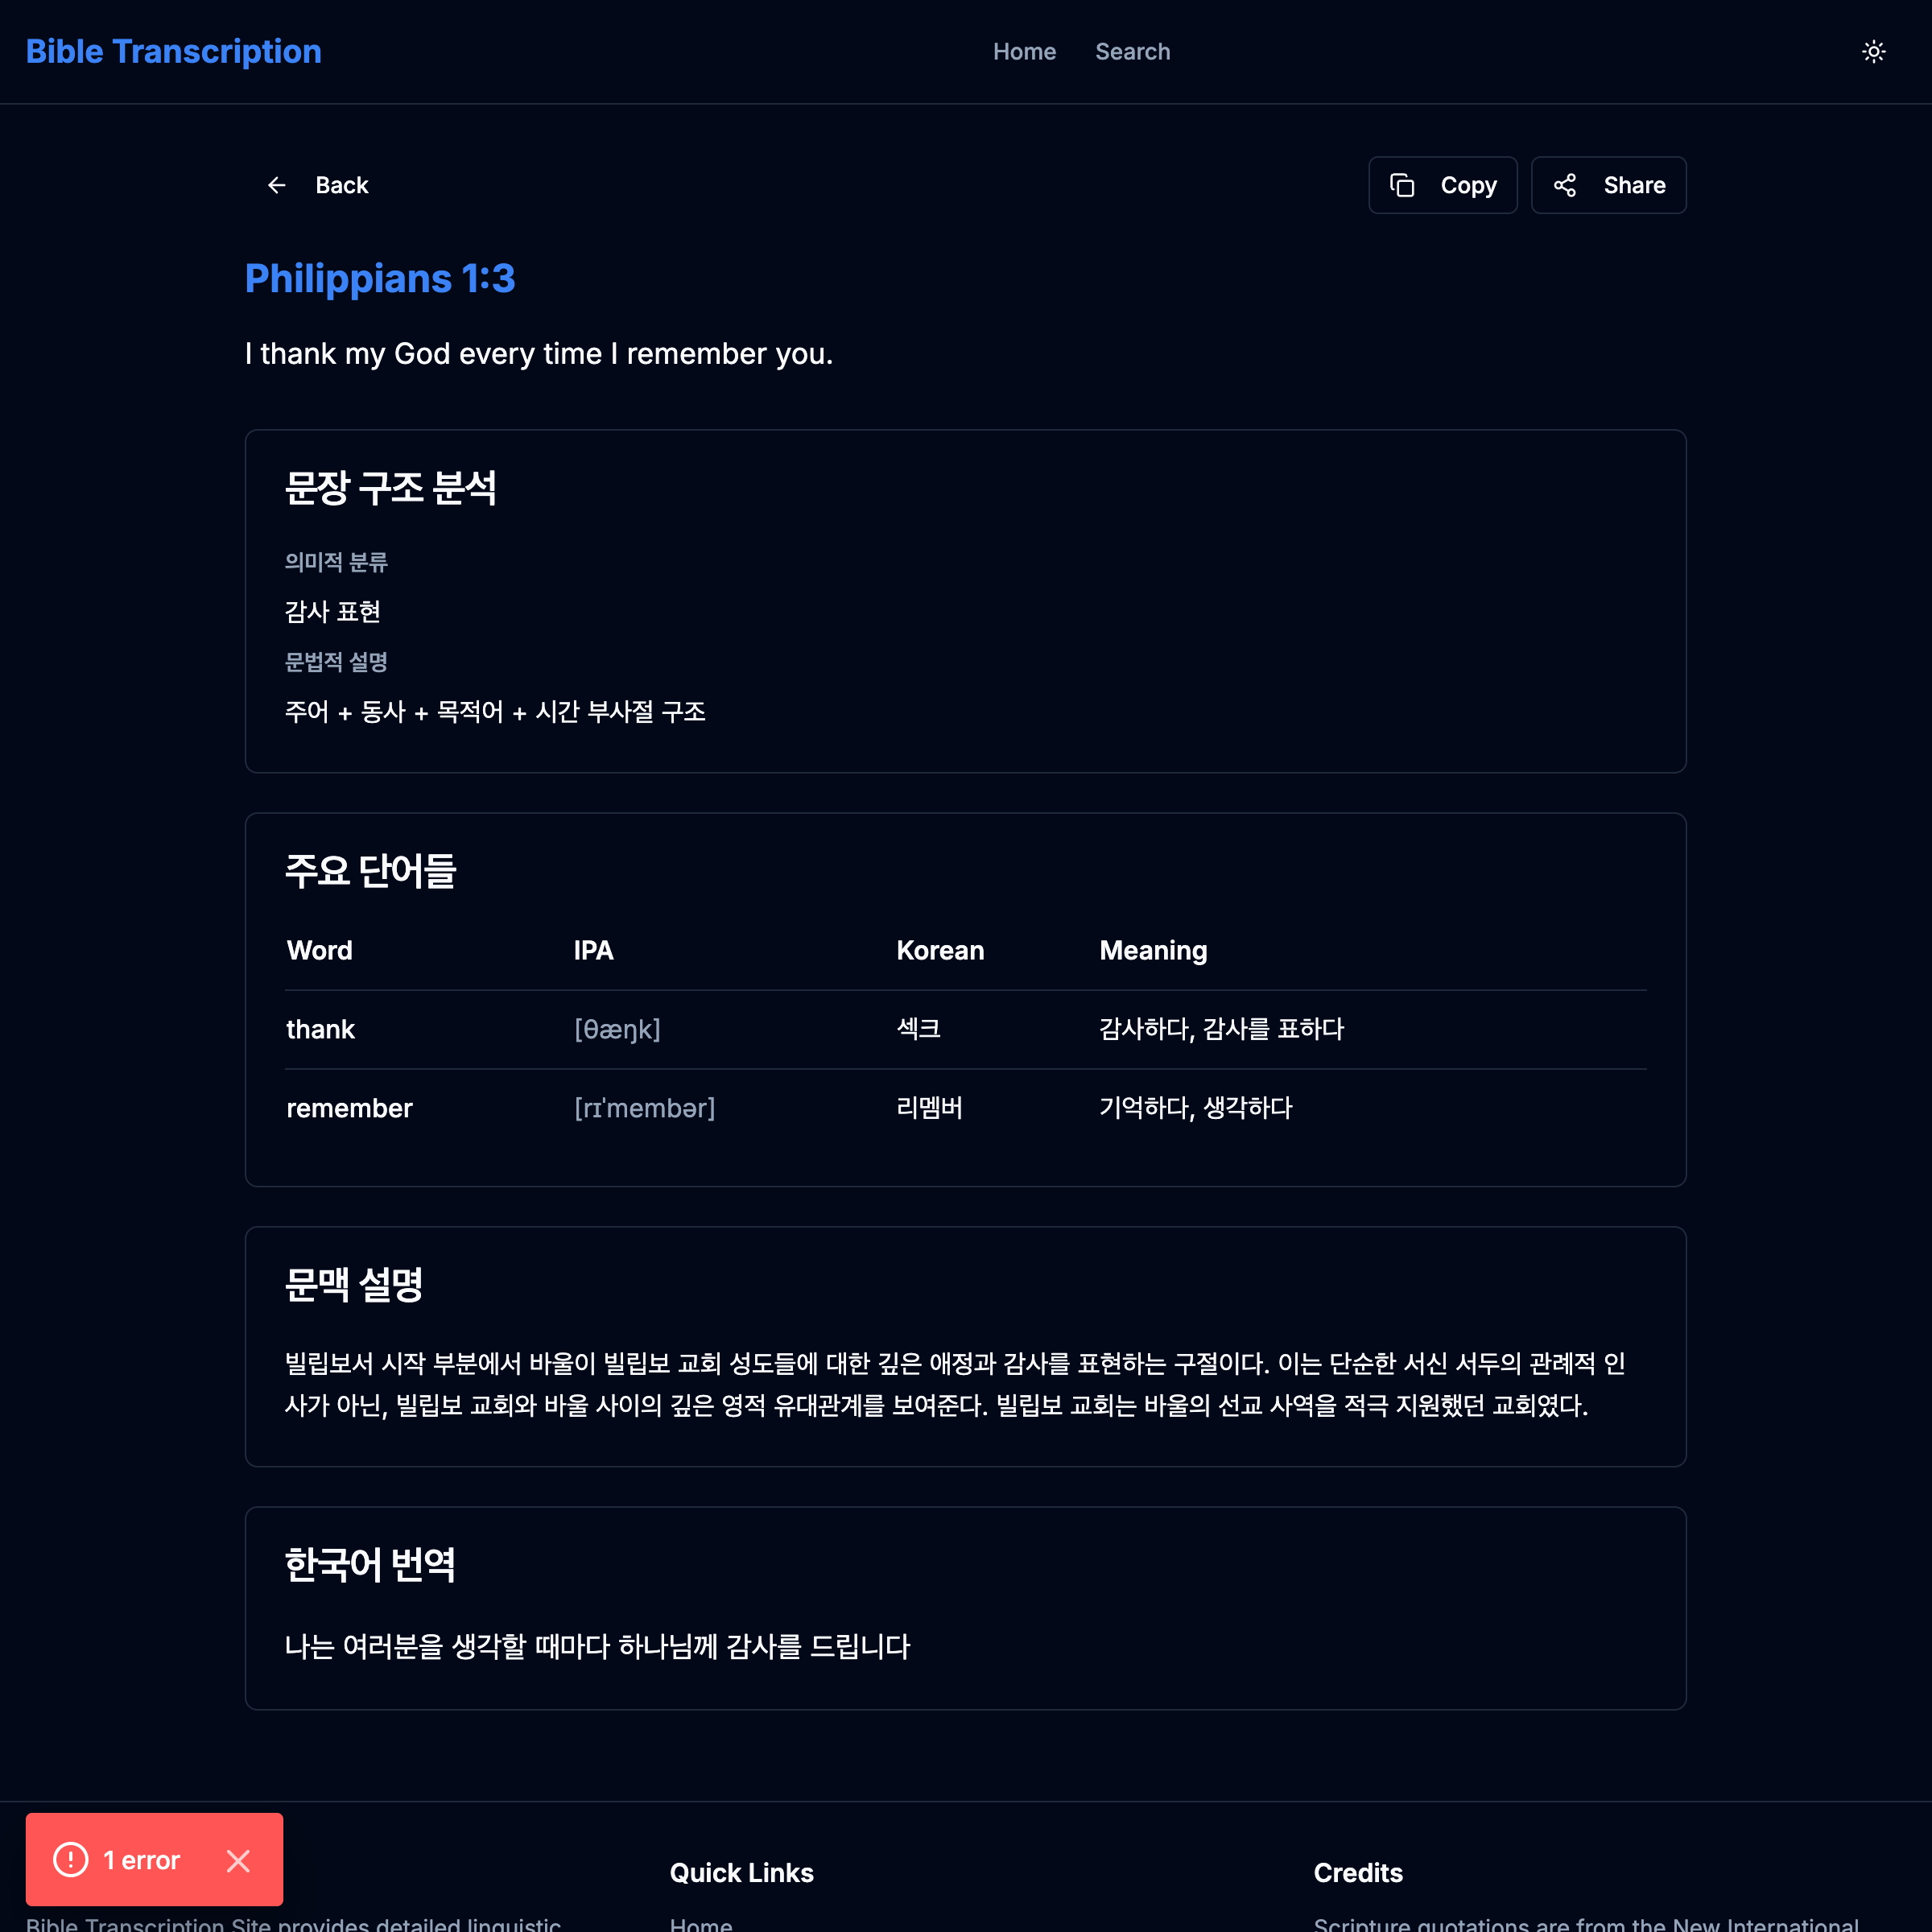 Bible Transcription
Home
Search
Back
Copy
Share
Philippians 1:3
I thank my God every time I remember you.
문장 구조 분석
의미적 분류
감사 표현
문법적 설명
주어 + 동사 + 목적어 + 시간 부사절 구조
주요 단어들
Word IPA Korean Meaning
thank [θæŋk] 섹크 감사하다, 감사를 표하다
remember [rɪ'membər] 리멤버 기억하다, 생각하다
문맥 설명
빌립보서 시작 부분에서 바울이 빌립보 교회 성도들에 대한 깊은 애정과 감사를 표현하는 구절이다. 이는 단순한 서신 서두의 관례적 인
사가 아닌, 빌립보 교회와 바울 사이의 깊은 영적 유대관계를 보여준다. 빌립보 교회는 바울의 선교 사역을 적극 지원했던 교회였다.
한국어 번역
나는 여러분을 생각할 때마다 하나님께 감사를 드립니다
1 error
Quick Links
Credits
Bible Transcription Site provides detailed linguistic
Home
Scripture quotations are from the New International